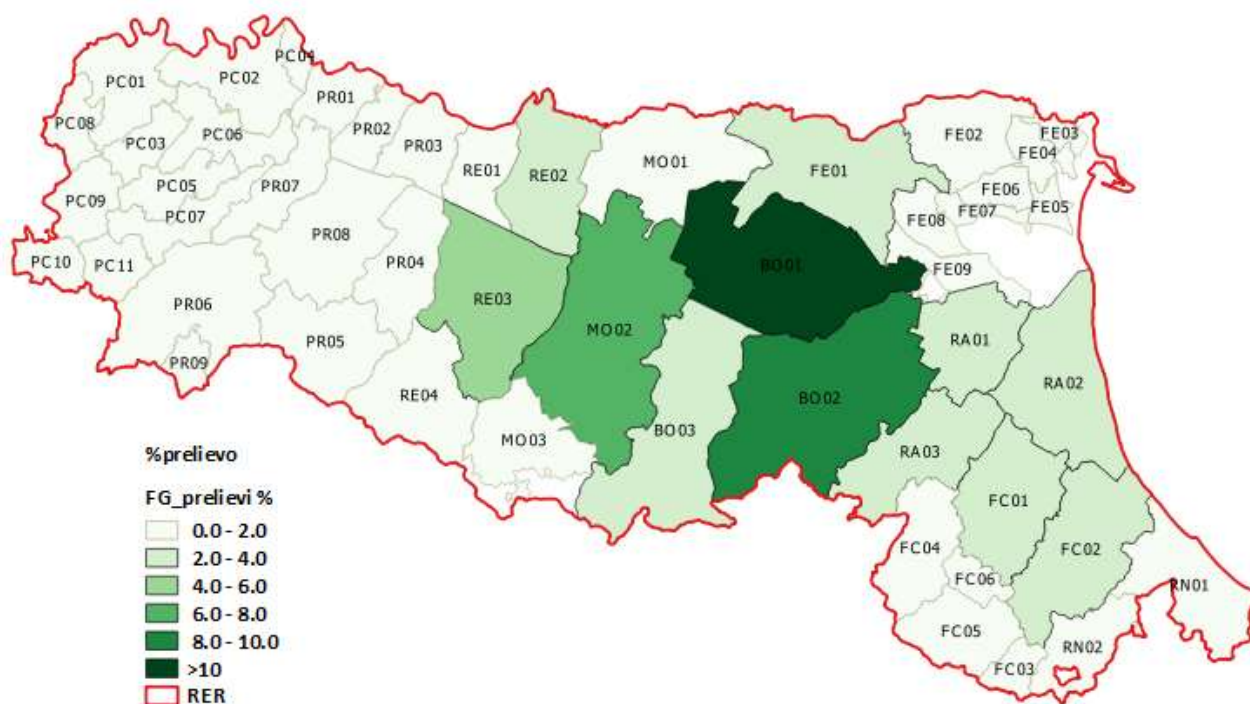 PC04
PC01
PC02
PR01
PC08
PC03
PC06
PR02
PR03
FE02
FE03
FE04
RE01
RE02
MO01
FE01
PC05
PR07
FE06
PC09
PC07
FE08
FE07
FE05
PR08
PC10
PC11
PR04
BO01
FE09
PR06
RE03
MO02
RA01
PR05
PR09
RA02
RE04
BO02
MO03
BO03
RA03
FC01
FC04
FC02
FC06
RN01
FC05
RN02
FC03
%prelievo
FG_prelievi %
0.0 - 2.0
2.0 - 4.0
4.0 - 6.0
6.0 - 8.0
8.0 - 10.0
>10
RER